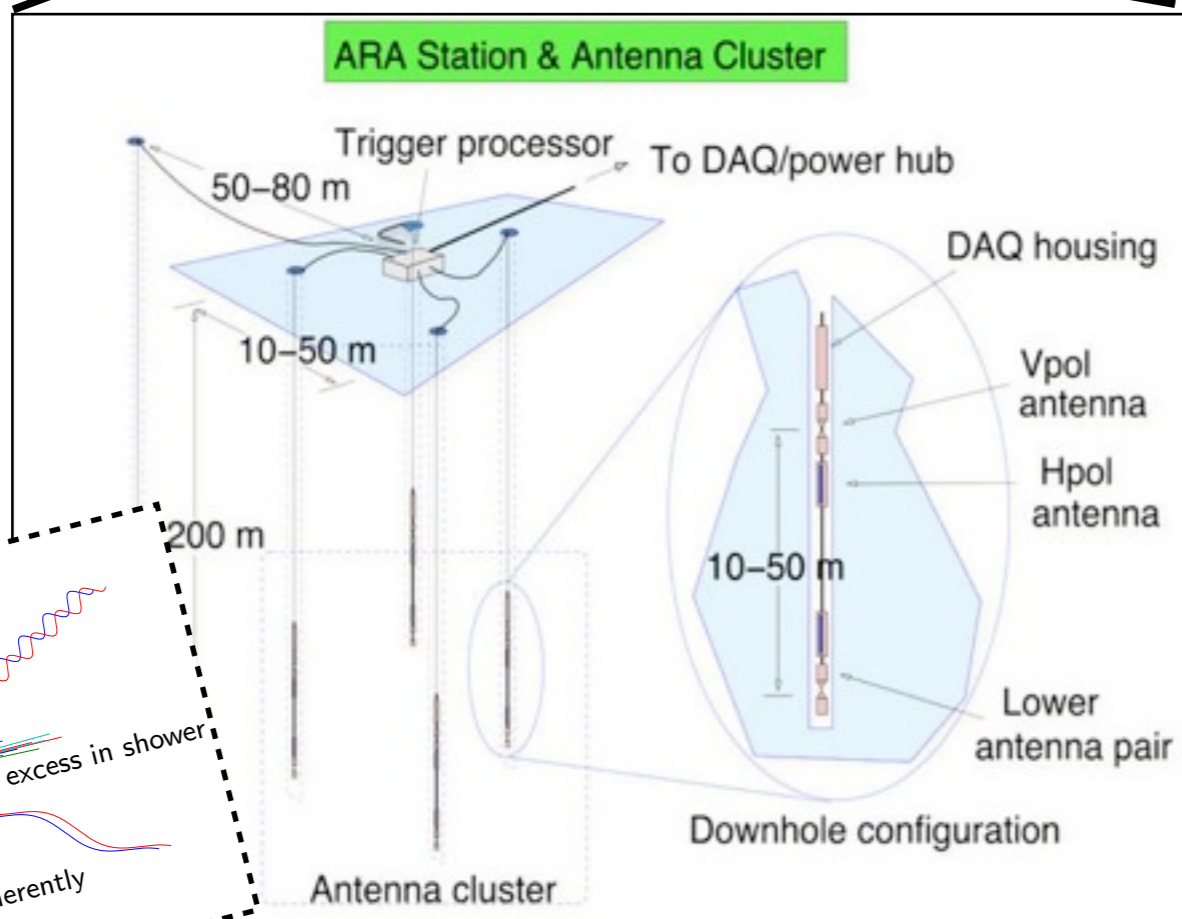 ARA Station & Antenna Cluster
Trigger processor
To DAQ/power hub
50–80 m
DAQ housing
10–50 m
Vpol
antenna
Hpol
antenna
200 m
10–50 m
excess in shower
Lower
antenna pair
Downhole configuration
Antenna cluster